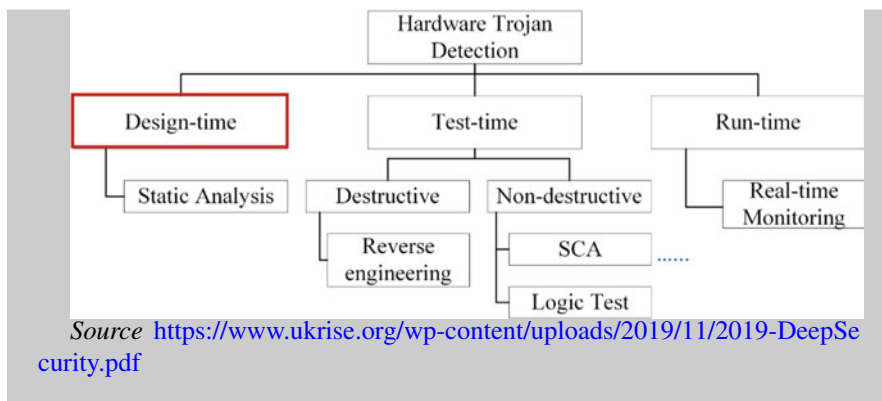 Hardware Trojan
Detection
Design-time
Test-time
Run-time
Static Analysis
Destructive
Non-destructive
Real-time
Monitoring
Reverse
engineering
SCA
......
Logic Test
Source https://www.ukrise.org/wp-content/uploads/2019/11/2019-DeepSe
curity.pdf